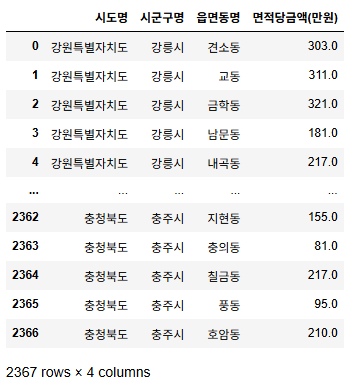 시도명 시군구명 읍면동명 면적당금액(만원)
0 강원특별자치도 강릉시 견소동 303.0
1 강원특별자치도 강릉시 교동 311.0
2 강원특별자치도 강릉시 금학동 321.0
3 강원특별자치도 강릉시 남문동 181.0
4 강원특별자치도 강릉시 내곡동 217.0
... ... ... ... ...
2362 충청북도 충주시 지현동 155.0
2363 충청북도 충주시 충의동 81.0
2364 충청북도 충주시 칠금동 217.0
2365 충청북도 충주시 풍동 95.0
2366 충청북도 충주시 호암동 210.0
2367 rows × 4 columns